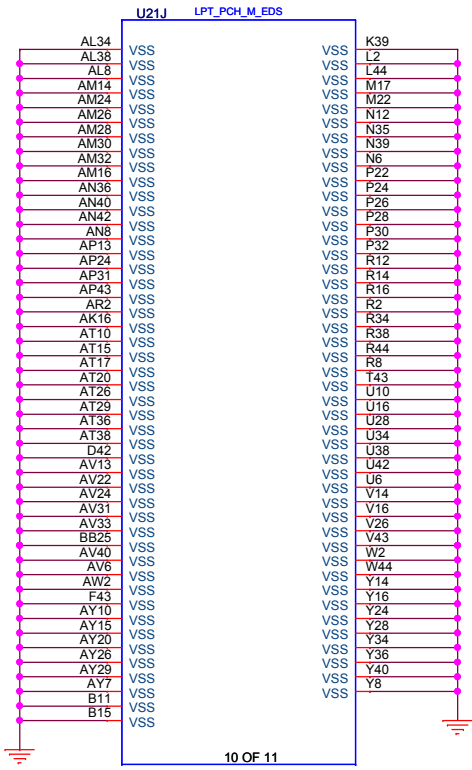 U21J LPT_PCH_M_EDS
AL34 VSS VSS K39
AL38 VSS VSS L2
AL8 VSS VSS L44
AM14 VSS VSS M17
AM24 VSS VSS M22
AM26 VSS VSS N12
AM28 VSS VSS N35
AM30 VSS VSS N39
AM32 VSS VSS N6
AM16 VSS VSS P22
AN36 VSS VSS P24
AN40 VSS VSS P26
AN42 VSS VSS P28
AN8 VSS VSS P30
AP13 VSS VSS P32
AP24 VSS VSS R12
AP31 VSS VSS R14
AP43 VSS VSS R16
AR2 VSS VSS R2
AK16 VSS VSS R34
AT10 VSS VSS R38
AT15 VSS VSS R44
AT17 VSS VSS R8
AT20 VSS VSS T43
AT26 VSS VSS U10
AT29 VSS VSS U16
AT36 VSS VSS U28
AT38 VSS VSS U34
D42 VSS VSS U38
AV13 VSS VSS U42
AV22 VSS VSS U6
AV24 VSS VSS V14
AV31 VSS VSS V16
AV33 VSS VSS V26
BB25 VSS VSS V43
AV40 VSS VSS W2
AV6 VSS VSS W44
AW2 VSS VSS Y14
F43 VSS VSS Y16
AY10 VSS VSS Y24
AY15 VSS VSS Y28
AY20 VSS VSS Y34
AY26 VSS VSS Y36
AY29 VSS VSS Y40
AY7 VSS VSS Y8
B11 VSS
B15 VSS
10 OF 11